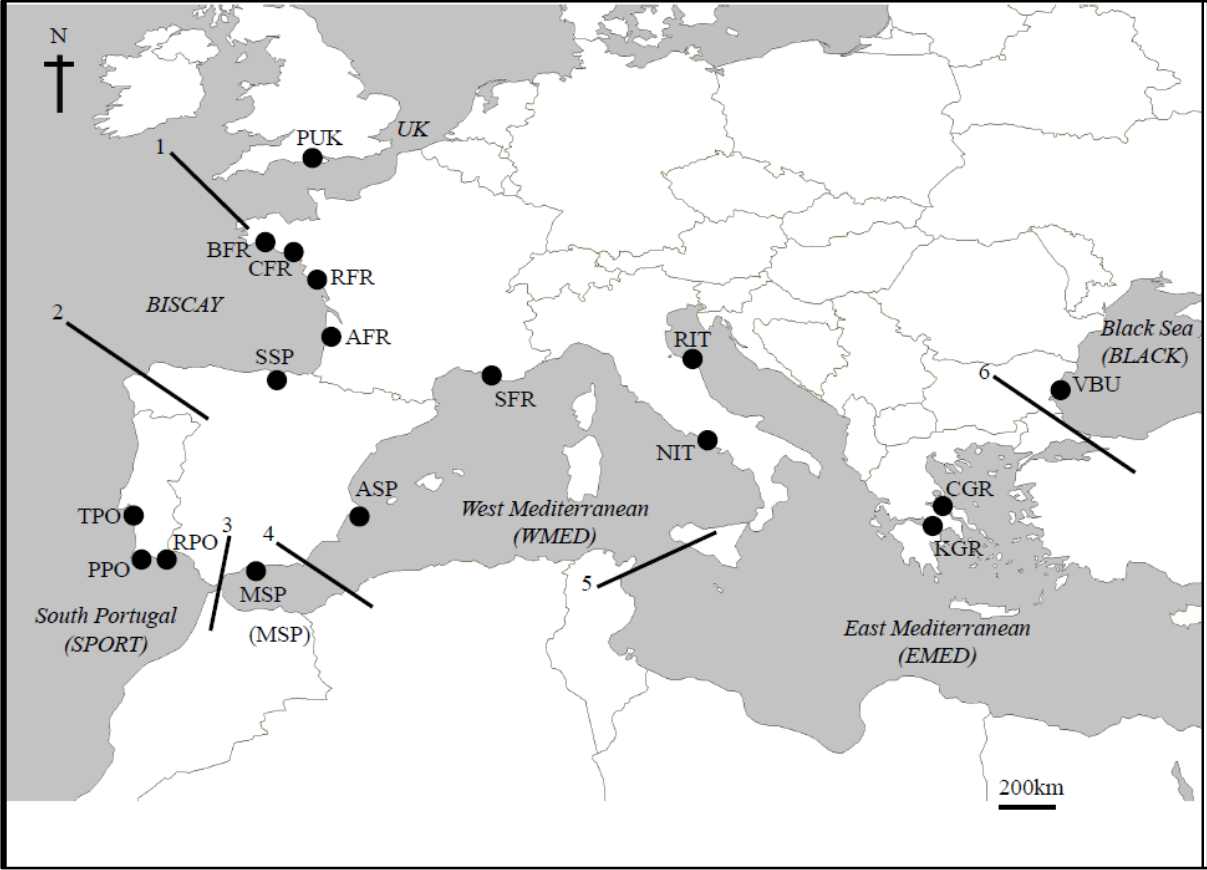 N
UK
PUK
1
BFR
CFR
RFR
BISCAY
2
AFR
SSP
SFR
RIT
Black Sea
(BLACK)
6
VBU
NIT
ASP
CGR
West Mediterranean
(WMED)
TPO
3
4
RPO
KGR
PPO
MSP
5
South Portugal
(SPORT)
(MSP)
East Mediterranean
(EMED)
200km